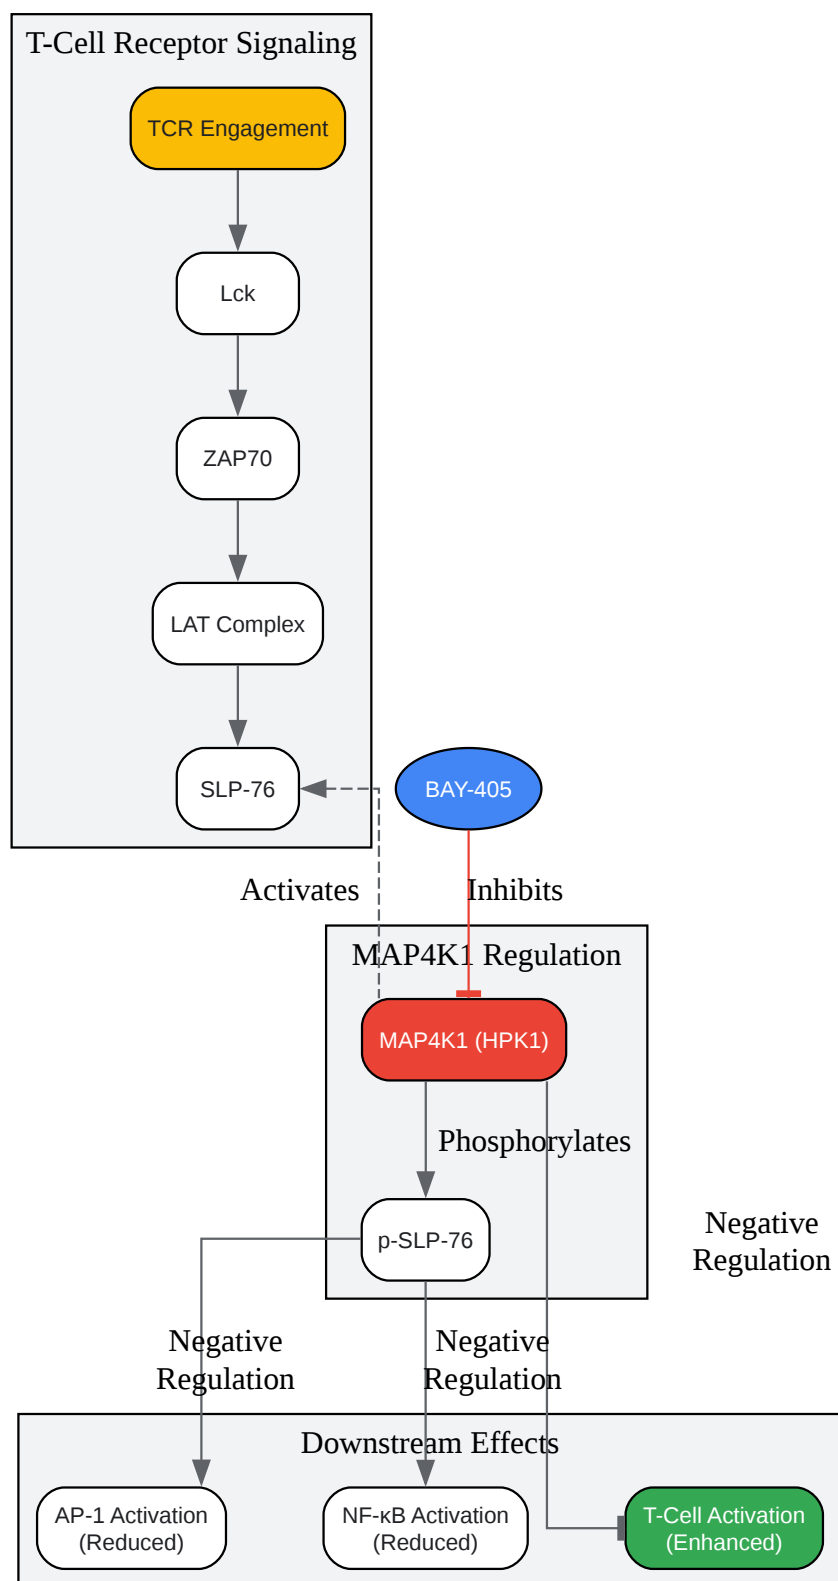 T-Cell Receptor Signaling
TCR Engagement
Lck
ZAP70
LAT Complex
SLP-76
BAY-405
Activates
Inhibits
MAP4K1 Regulation
MAP4K1 (HPK1)
Phosphorylates
p-SLP-76
Negative
Regulation
Negative
Regulation
Negative
Regulation
Downstream Effects
AP-1 Activation
(Reduced)
NF-κB Activation
(Reduced)
T-Cell Activation
(Enhanced)